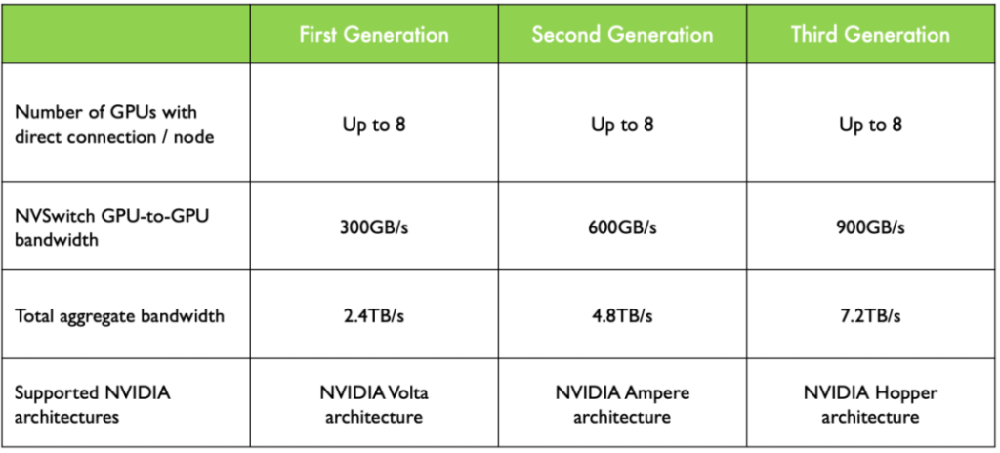 First Generation
Second Generation
Third Generation
Number of GPUs with
direct connection / node
Up to 8
Up to 8
Up to 8
NVSwitch GPU-to-GPU
bandwidth
300GB/s
600GB/s
900GB/s
Total aggregate bandwidth
2.4TB/s
4.8TB/s
7.2TB/s
Supported NVIDIA
architectures
NVIDIA Volta
architecture
NVIDIA Ampere
architecture
NVIDIA Hopper
architecture